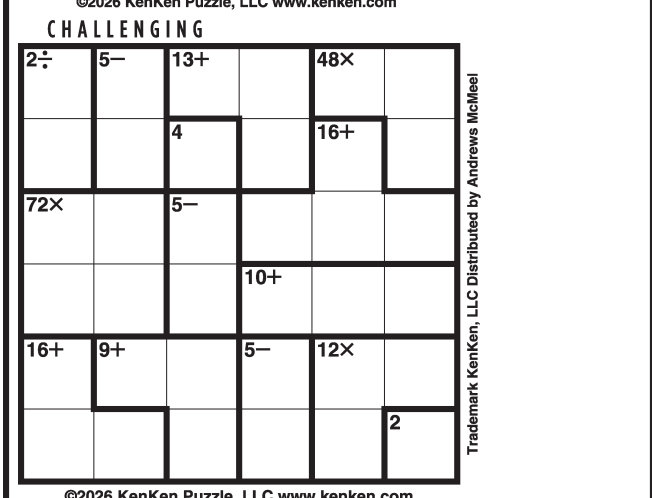 ©2026 KenKen Puzzle, LLC www.kenken.com
CHALLENGING
2÷ 5− 13+ 48×
4 16+
72× 5−
10+
16+ 9+ 5− 12×
2
Trademark KenKen, LLC Distributed by Andrews McMeel
©2026 KenKen Puzzle, LLC www.kenken.com